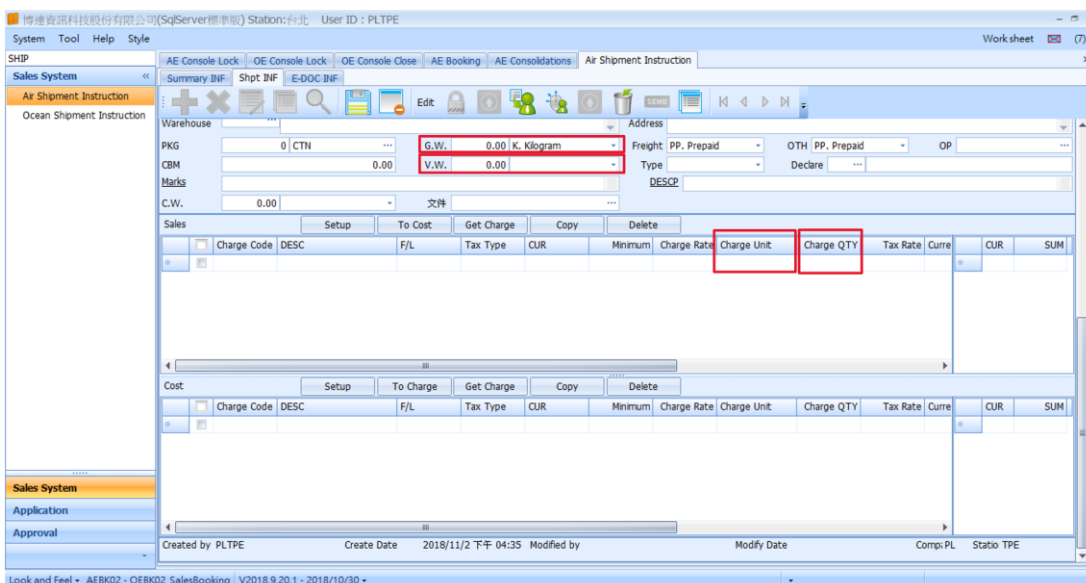 博連資訊科技股份有限公司(SqlServer標準版) Station:台北 User ID : PLTPE
System Tool Help Style Work sheet (7)
SHIP
AE Console Lock OE Console Lock OE Console Close AE Booking AE Consolidations Air Shipment Instruction
Sales System «
Summary INF Shpt INF E-DOC INF
Air Shipment Instruction
Ocean Shipment Instruction
Edit SEND
Warehouse ... Address
PKG 0 CTN ... G.W. 0.00 K. Kilogram Freight PP. Prepaid OTH PP. Prepaid OP ...
CBM 0.00 V.W. 0.00 Type Declare ...
Marks DESCP
C.W. 0.00 文件 ...
Sales Setup To Cost Get Charge Copy Delete
Charge Code DESC F/L Tax Type CUR Minimum Charge Rate Charge Unit Charge QTY Tax Rate Curre CUR SUM
Cost Setup To Charge Get Charge Copy Delete
Charge Code DESC F/L Tax Type CUR Minimum Charge Rate Charge Unit Charge QTY Tax Rate Curre CUR SUM
Sales System
Application
Approval
Created by PLTPE Create Date 2018/11/2 下午 04:35 Modified by Modify Date Comp: PL Statio TPE
Look and Feel AEBK02 - OEBK02_SalesBooking V2018.9.20.1 - 2018/10/30